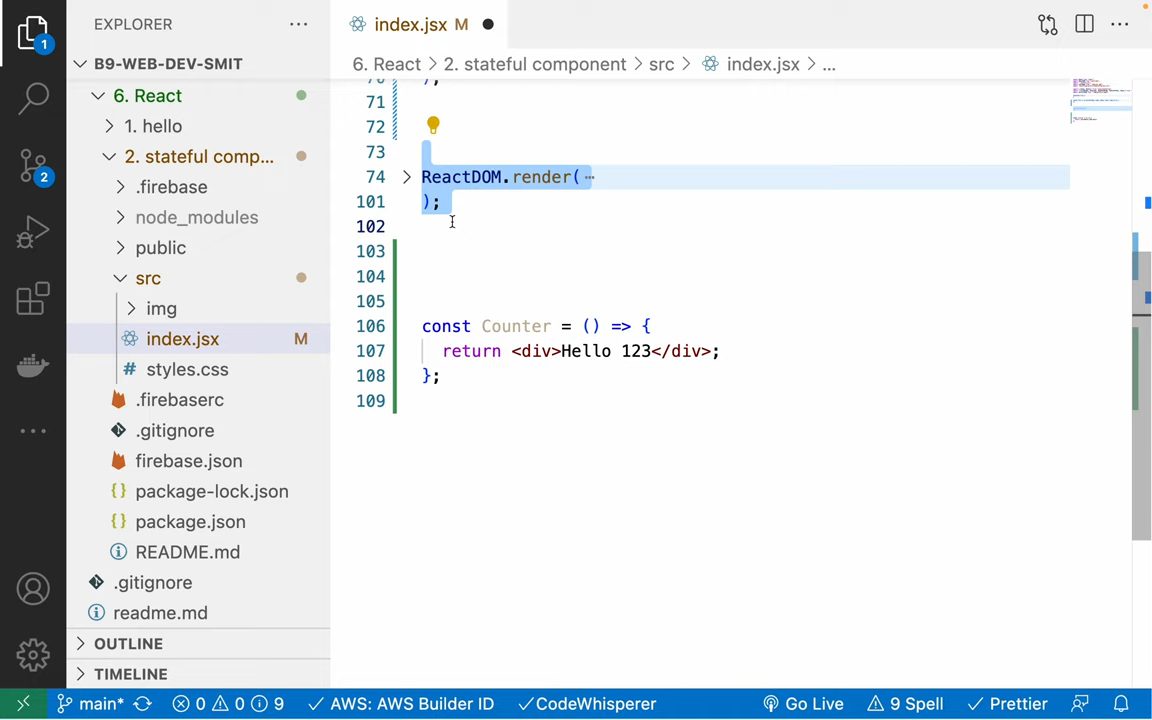 EXPLORER
index.jsx M
B9-WEB-DEV-SMIT
6. React > 2. stateful component > src > index.jsx > ...
6. React
1. hello
2. stateful comp...
.firebase
node_modules
public
src
img
index.jsx M
# styles.css
.firebaserc
.gitignore
firebase.json
{} package-lock.json
{} package.json
README.md
.gitignore
readme.md
OUTLINE
TIMELINE
1
2
71
72
73
74 ReactDOM.render(
101 );
102
103
104
105
106 const Counter = () => {
107 return <div>Hello 123</div>;
108 };
109
main* 0 0 9 AWS: AWS Builder ID CodeWhisperer Go Live 9 Spell Prettier